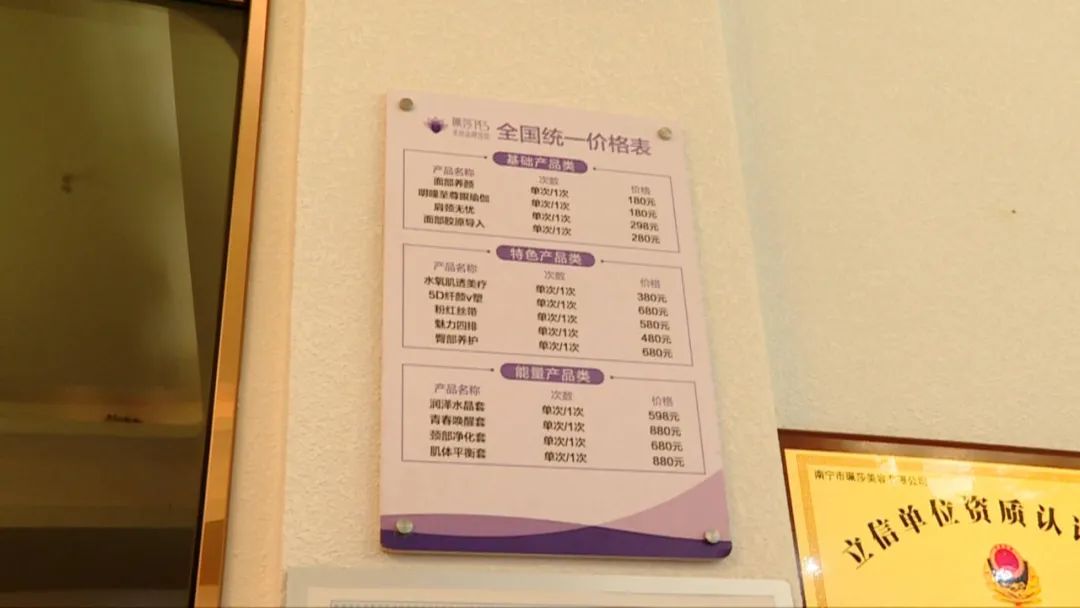 全国统一价格表
基础产品类
产品名称 次数 价格
面部养颜 单次/1次 180元
明瞳至尊眼瑜伽 单次/1次 180元
肩颈无忧 单次/1次 298元
面部胶原导入 单次/1次 280元
特色产品类
产品名称 次数 价格
水氧肌透美疗 单次/1次 380元
5D纤颜v塑 单次/1次 680元
粉红丝带 单次/1次 580元
魅力四排 单次/1次 480元
臀部养护 单次/1次 680元
能量产品类
产品名称 次数 价格
润泽水晶套 单次/1次 598元
青春唤醒套 单次/1次 880元
颈部净化套 单次/1次 680元
肌体平衡套 单次/1次 880元
南宁市珮莎美容有限公司
立信单位资质认